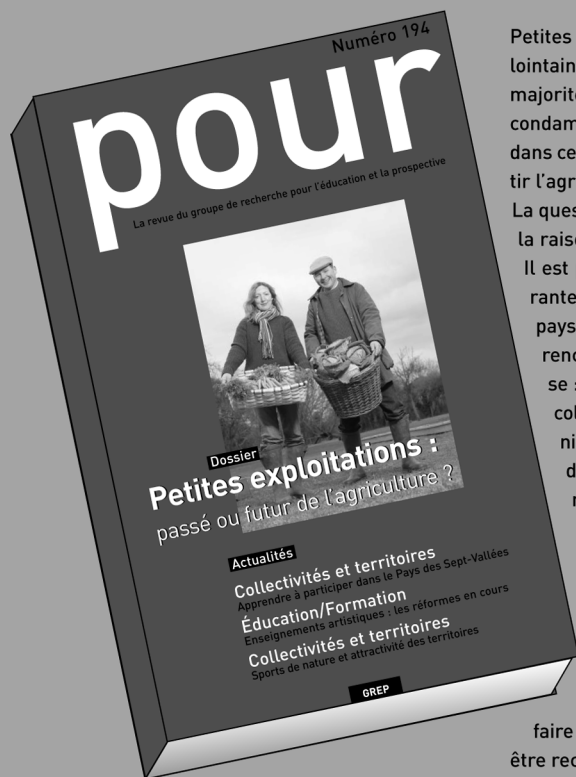 Numéro 194
pour
La revue du groupe de recherche pour l'éducation et la prospective
Dossier
Petites exploitations :
passé ou futur de l'agriculture ?
Actualités
Collectivités et territoires
Apprendre à participer dans le Pays des Sept-Vallées
Éducation/Formation
Enseignements artistiques : les réformes en cours
Collectivités et territoires
Sports de nature et attractivité des territoires
GREP
Petites
lointain
majorit
condam
dans ce
tir l'agr
La ques
la rais
Il est
rante
pays
ren
se
col
ni
d
faire
être rec